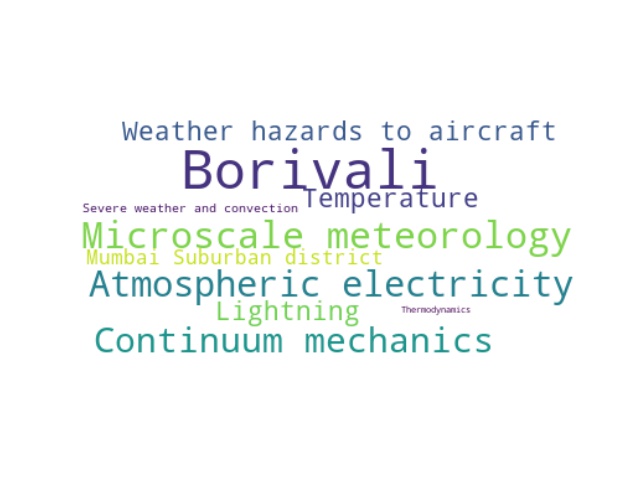 Weather hazards to aircraft
Borivali
Temperature
Severe weather and convection
Microscale meteorology
Mumbai Suburban district
Atmospheric electricity
Lightning
Thermodynamics
Continuum mechanics